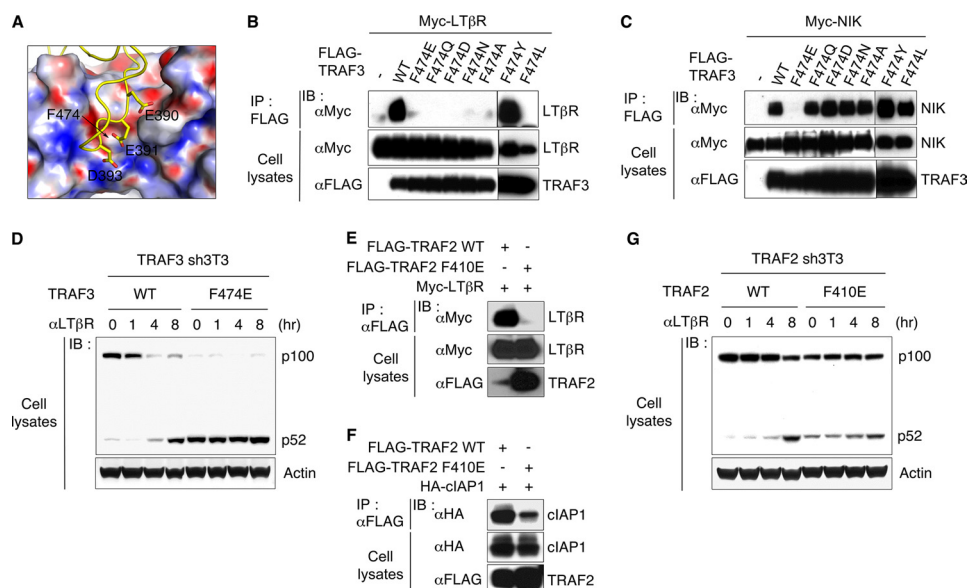 A
F474
E390
E391
D393
B
Myc-LTβR
FLAG-
TRAF3
- WT F474E F474Q F474D F474N F474A F474Y F474L
IP :
FLAG
IB :
αMyc
LTβR
Cell
lysates
αMyc
LTβR
αFLAG
TRAF3
C
Myc-NIK
FLAG-
TRAF3
- WT F474E F474Q F474D F474N F474A F474Y F474L
IP :
FLAG
IB :
αMyc
NIK
Cell
lysates
αMyc
NIK
αFLAG
TRAF3
D
TRAF3 sh3T3
TRAF3 WT F474E
αLTβR 0 1 4 8 0 1 4 8 (hr)
IB :
p100
Cell
lysates
p52
Actin
E
FLAG-TRAF2 WT + -
FLAG-TRAF2 F410E - +
Myc-LTβR + +
IP :
αFLAG
IB :
αMyc
LTβR
Cell
lysates
αMyc
LTβR
αFLAG
TRAF2
F
FLAG-TRAF2 WT + -
FLAG-TRAF2 F410E - +
HA-cIAP1 + +
IP :
αFLAG
IB :
αHA
cIAP1
Cell
lysates
αHA
cIAP1
αFLAG
TRAF2
G
TRAF2 sh3T3
TRAF2 WT F410E
αLTβR 0 1 4 8 0 1 4 8 (hr)
IB :
p100
Cell
lysates
p52
Actin